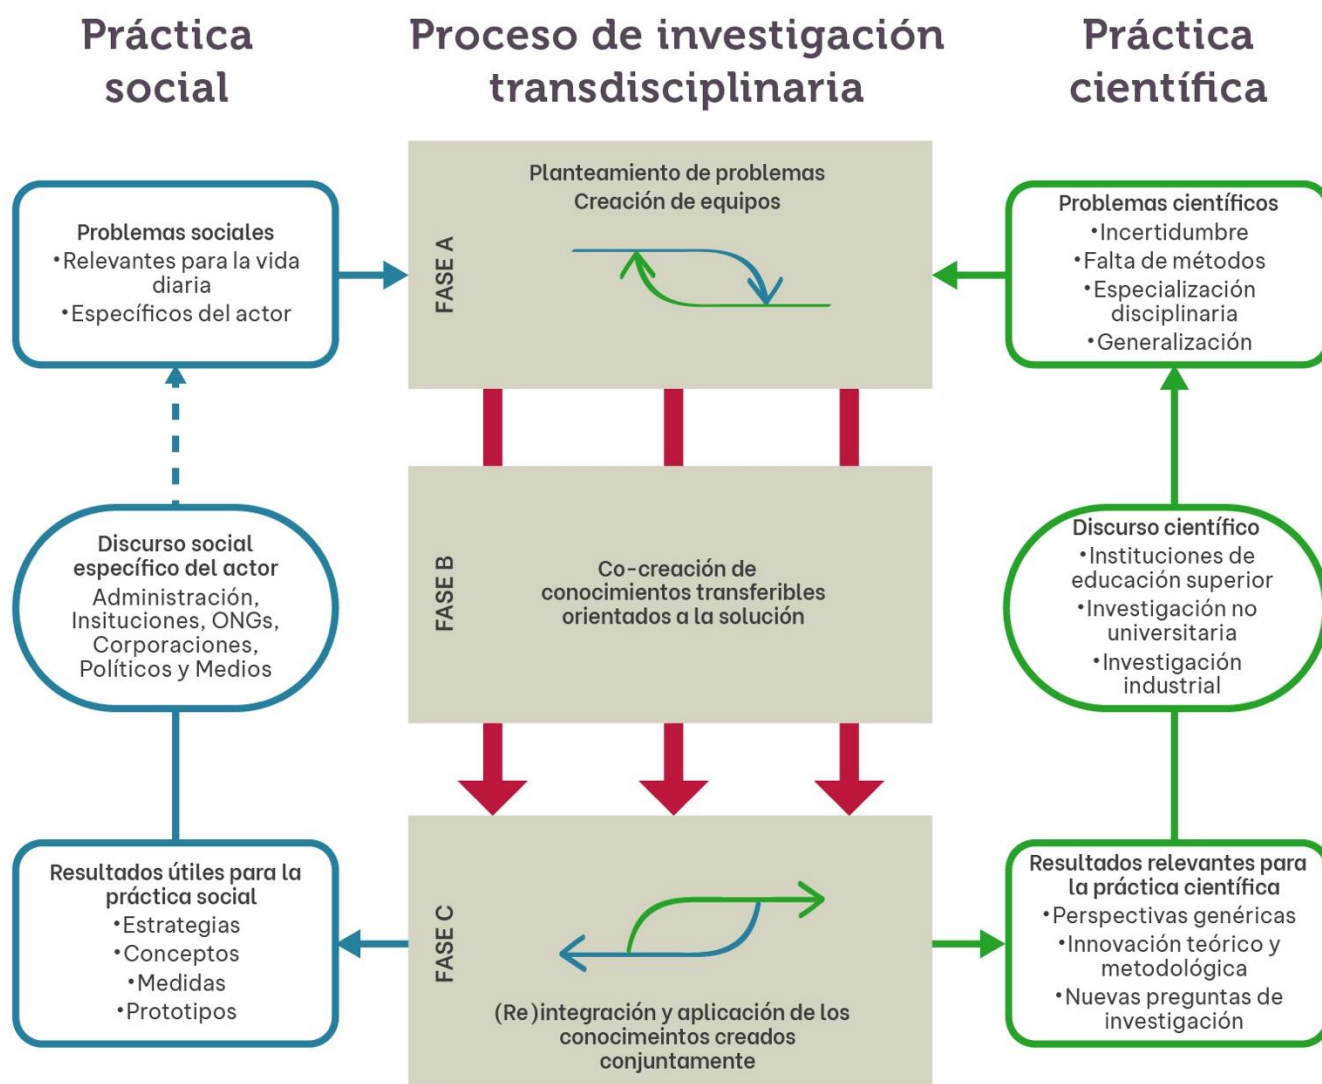 Práctica
social
Proceso de investigación
transdisciplinaria
Práctica
científica
Problemas sociales
•Relevantes para la vida
diaria
•Específicos del actor
Discurso social
específico del actor
Administración,
Insituciones, ONGs,
Corporaciones,
Políticos y Medios
Resultados útiles para la
práctica social
•Estrategias
•Conceptos
•Medidas
•Prototipos
FASE A
Planteamiento de problemas
Creación de equipos
FASE B
Co-creación de
conocimientos transferibles
orientados a la solución
FASE C
(Re)integración y aplicación de los
conocimeintos creados
conjuntamente
Problemas científicos
•Incertidumbre
•Falta de métodos
•Especialización
disciplinaria
•Generalización
Discurso científico
•Instituciones de
educación superior
•Investigación no
universitaria
•Investigación
industrial
Resultados relevantes para
la práctica científica
•Perspectivas genéricas
•Innovación teórico y
metodológica
•Nuevas preguntas de
investigación